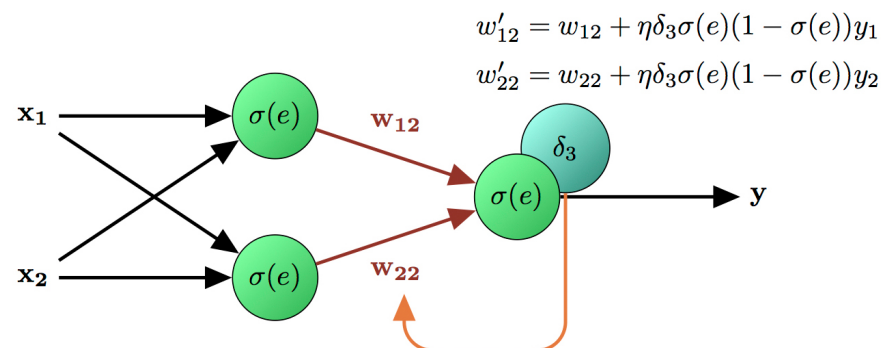 w′₁₂ = w₁₂ + ηδ₃σ(e)(1 − σ(e))y₁
w′₂₂ = w₂₂ + ηδ₃σ(e)(1 − σ(e))y₂
x₁
σ(e)
w₁₂
δ₃
σ(e)
y
x₂
σ(e)
w₂₂